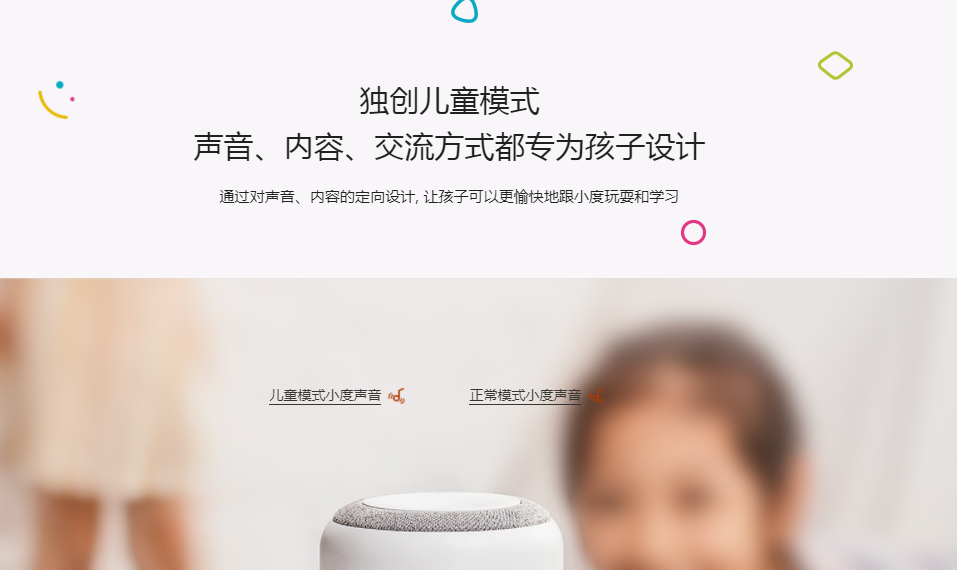 独创儿童模式
声音、内容、交流方式都专为孩子设计
通过对声音、内容的定向设计, 让孩子可以更愉快地跟小度玩耍和学习
儿童模式小度声音
正常模式小度声音